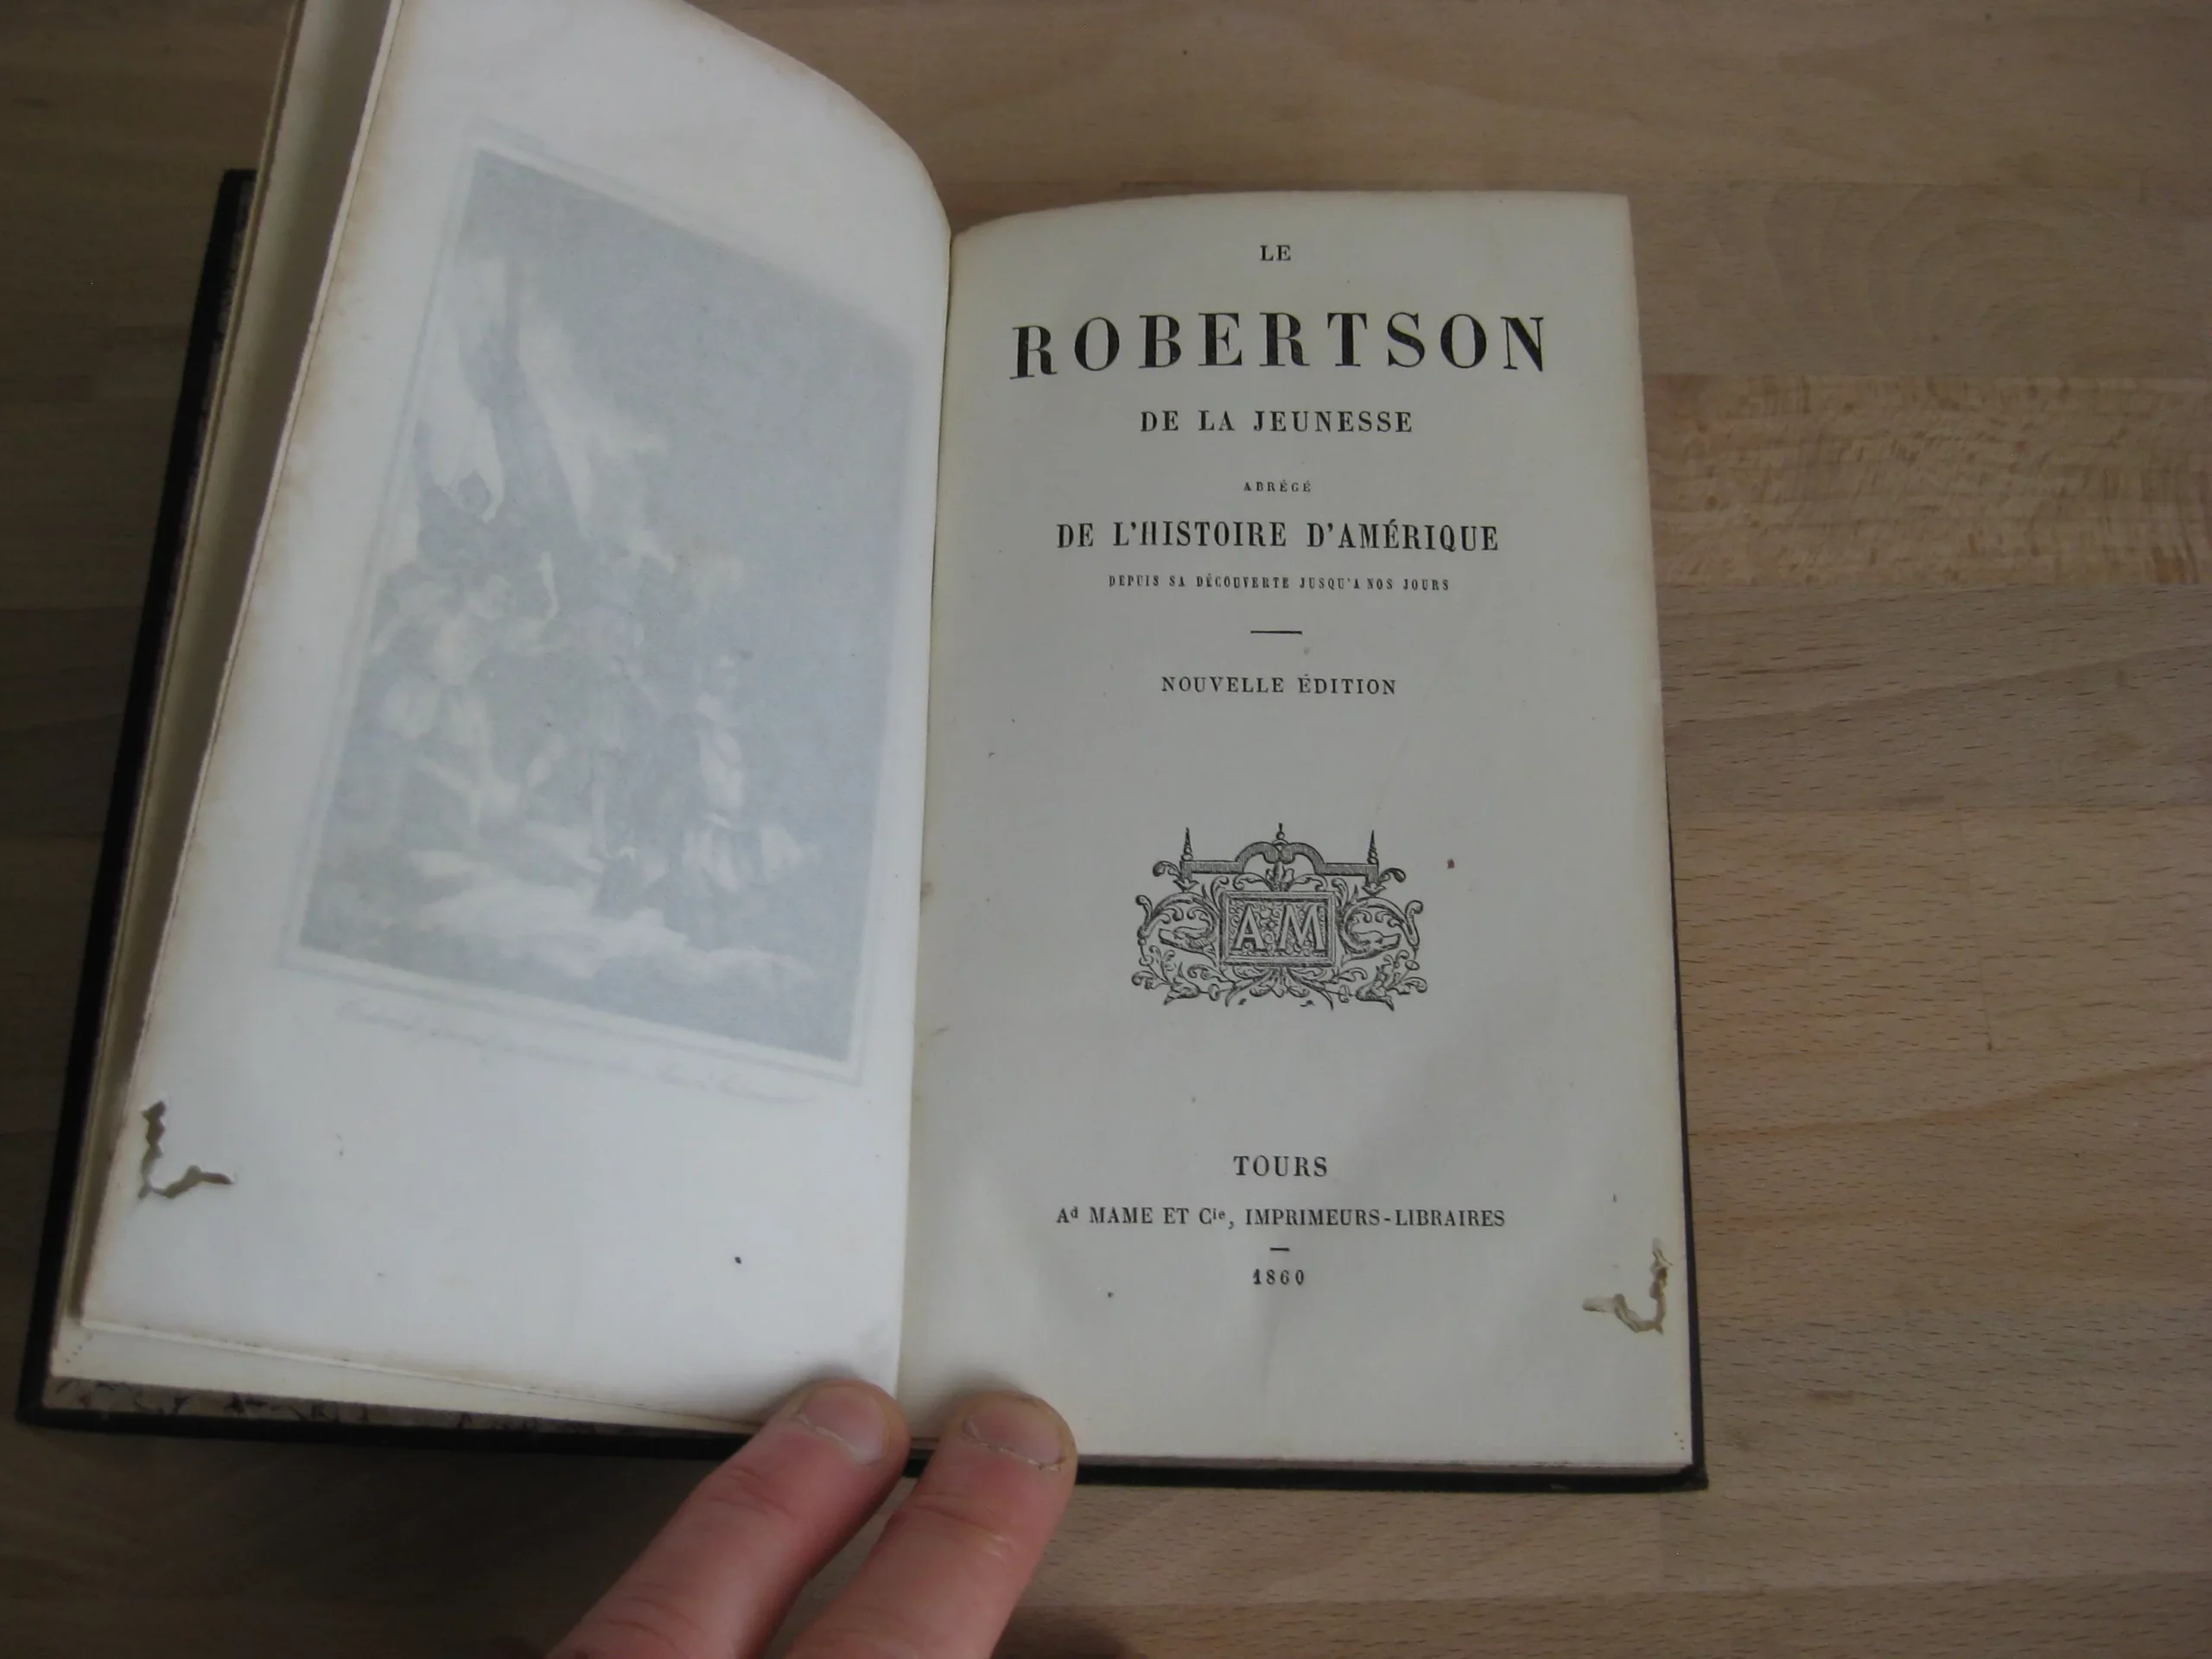 LE
ROBERTSON
DE LA JEUNESSE
ABRÉGÉ
DE L'HISTOIRE D'AMÉRIQUE
DEPUIS SA DÉCOUVERTE JUSQU'A NOS JOURS
NOUVELLE ÉDITION
AM
TOURS
Ad MAME ET Cie, IMPRIMEURS-LIBRAIRES
1860